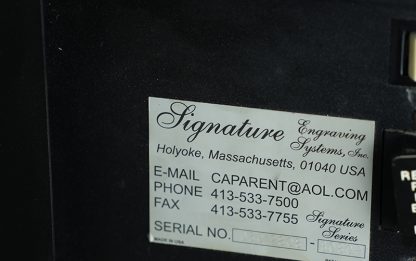 Signature Engraving Systems, Inc.
Holyoke, Massachusetts, 01040 USA
E-MAIL CAPARENT@AOL.COM
PHONE 413-533-7500
FAX 413-533-7755
Signature Series
SERIAL NO.
MADE IN USA